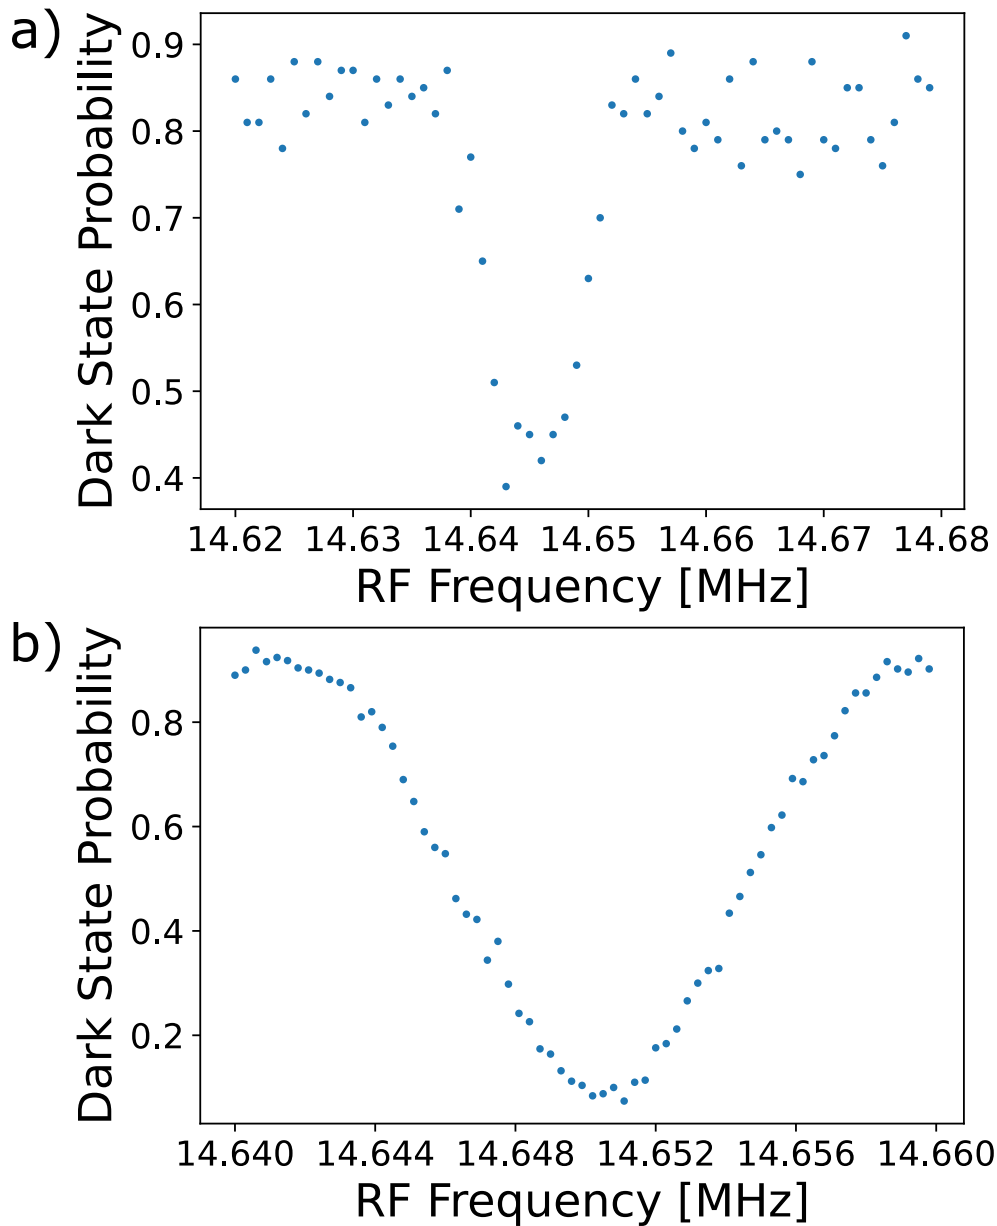 a)
Dark State Probability
0.9
0.8
0.7
0.6
0.5
0.4
14.62 14.63 14.64 14.65 14.66 14.67 14.68
RF Frequency [MHz]
b)
Dark State Probability
0.8
0.6
0.4
0.2
14.640 14.644 14.648 14.652 14.656 14.660
RF Frequency [MHz]